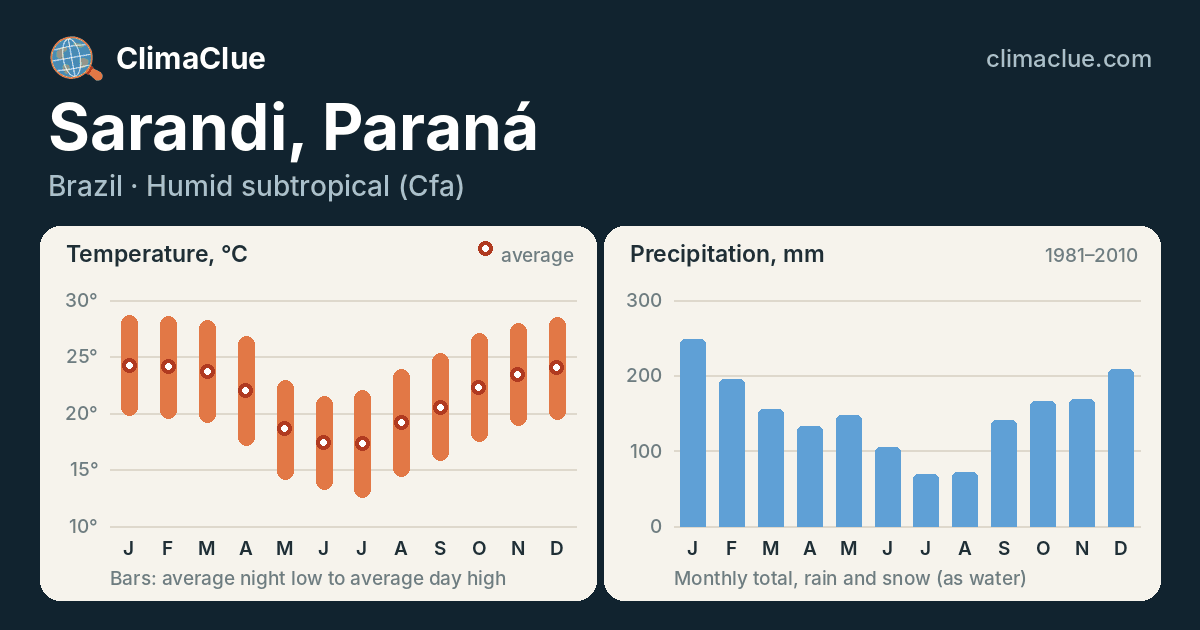 ClimaClue
climaclue.com
Sarandi, Paraná
Brazil · Humid subtropical (Cfa)
Temperature, °C
average
30°
25°
20°
15°
10°
J F M A M J J A S O N D
Bars: average night low to average day high
Precipitation, mm
1981–2010
300
200
100
0
J F M A M J J A S O N D
Monthly total, rain and snow (as water)